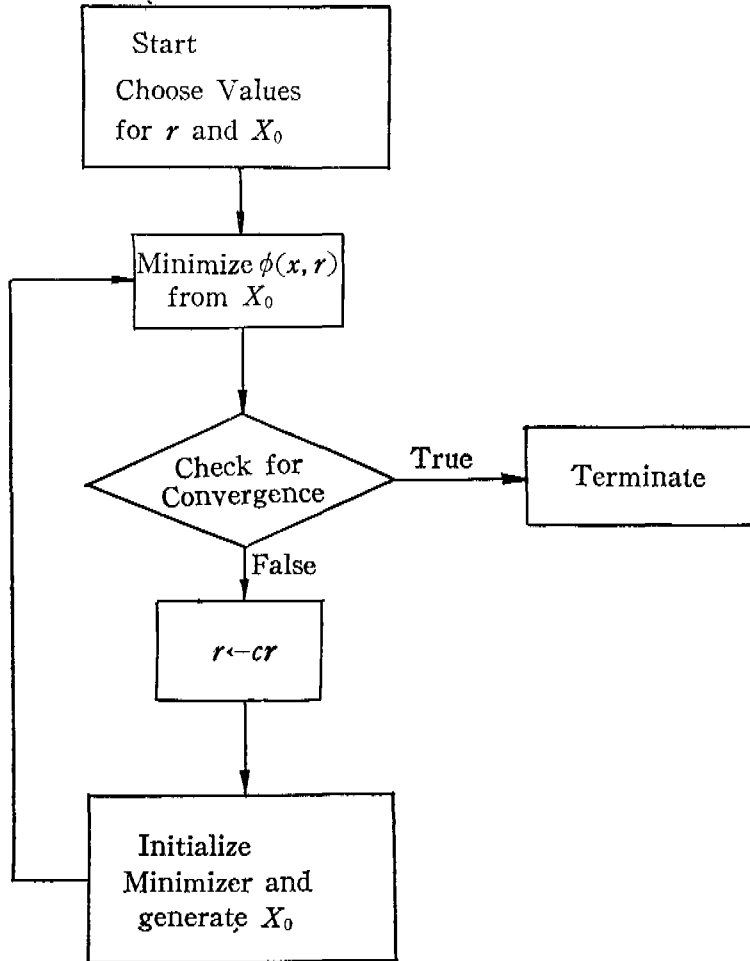 Start
Choose Values
for r and X₀
Minimize ϕ(x, r)
from X₀
Check for
Convergence
True
Terminate
False
r←cr
Initialize
Minimizer and
generate X₀